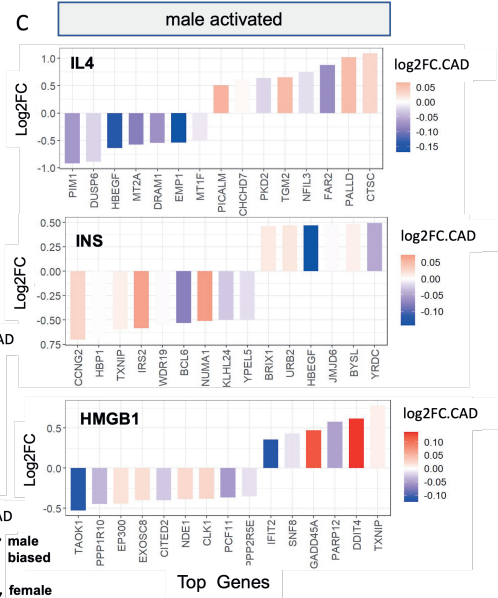 C
male activated
IL4
Log2FC
1.0
0.5
0.0
-0.5
-1.0
PIM1
DUSP6
HBEGF
MT2A
DRAM1
EMP1
MT1F
PICALM
CHCHD7
PKD2
TGM2
NFIL3
FAR2
PALLD
CTSC
log2FC.CAD
0.05
0.00
-0.05
-0.10
-0.15
INS
Log2FC
0.50
0.25
0.00
-0.25
-0.50
0.75
CCNG2
HBP1
TXNIP
IRS2
WDR19
BCL6
NUMA1
KLHL24
YPEL5
BRIX1
URB2
HBEGF
JMJD6
BYSL
YRDC
log2FC.CAD
0.05
0.00
-0.05
-0.10
AD
HMGB1
Log2FC
0.5
0.0
-0.5
TAOK1
PPP1R10
EP300
EXOSC8
CITED2
NDE1
CLK1
PCF11
PPP2R5E
IFIT2
SNF8
GADD45A
PARP12
DDIT4
TXNIP
log2FC.CAD
0.10
0.05
0.00
-0.05
-0.10
AD
male
biased
female
Top Genes